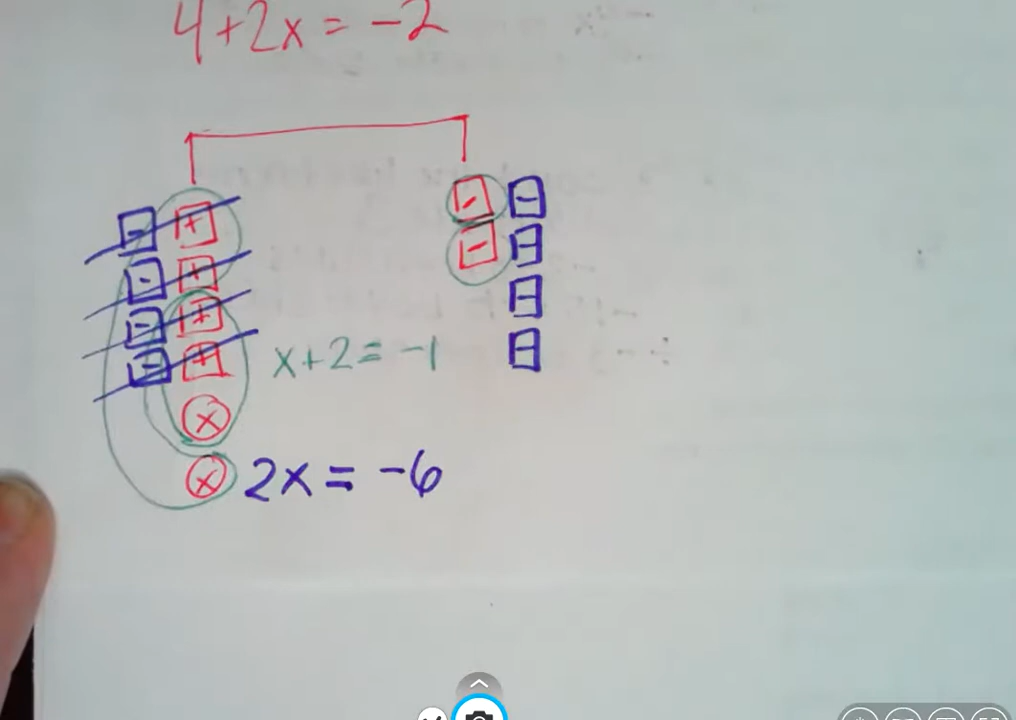 4+2x = -2
- + - -
- + - -
- + -
- + -
x+2 = -1
x
x 2x = -6